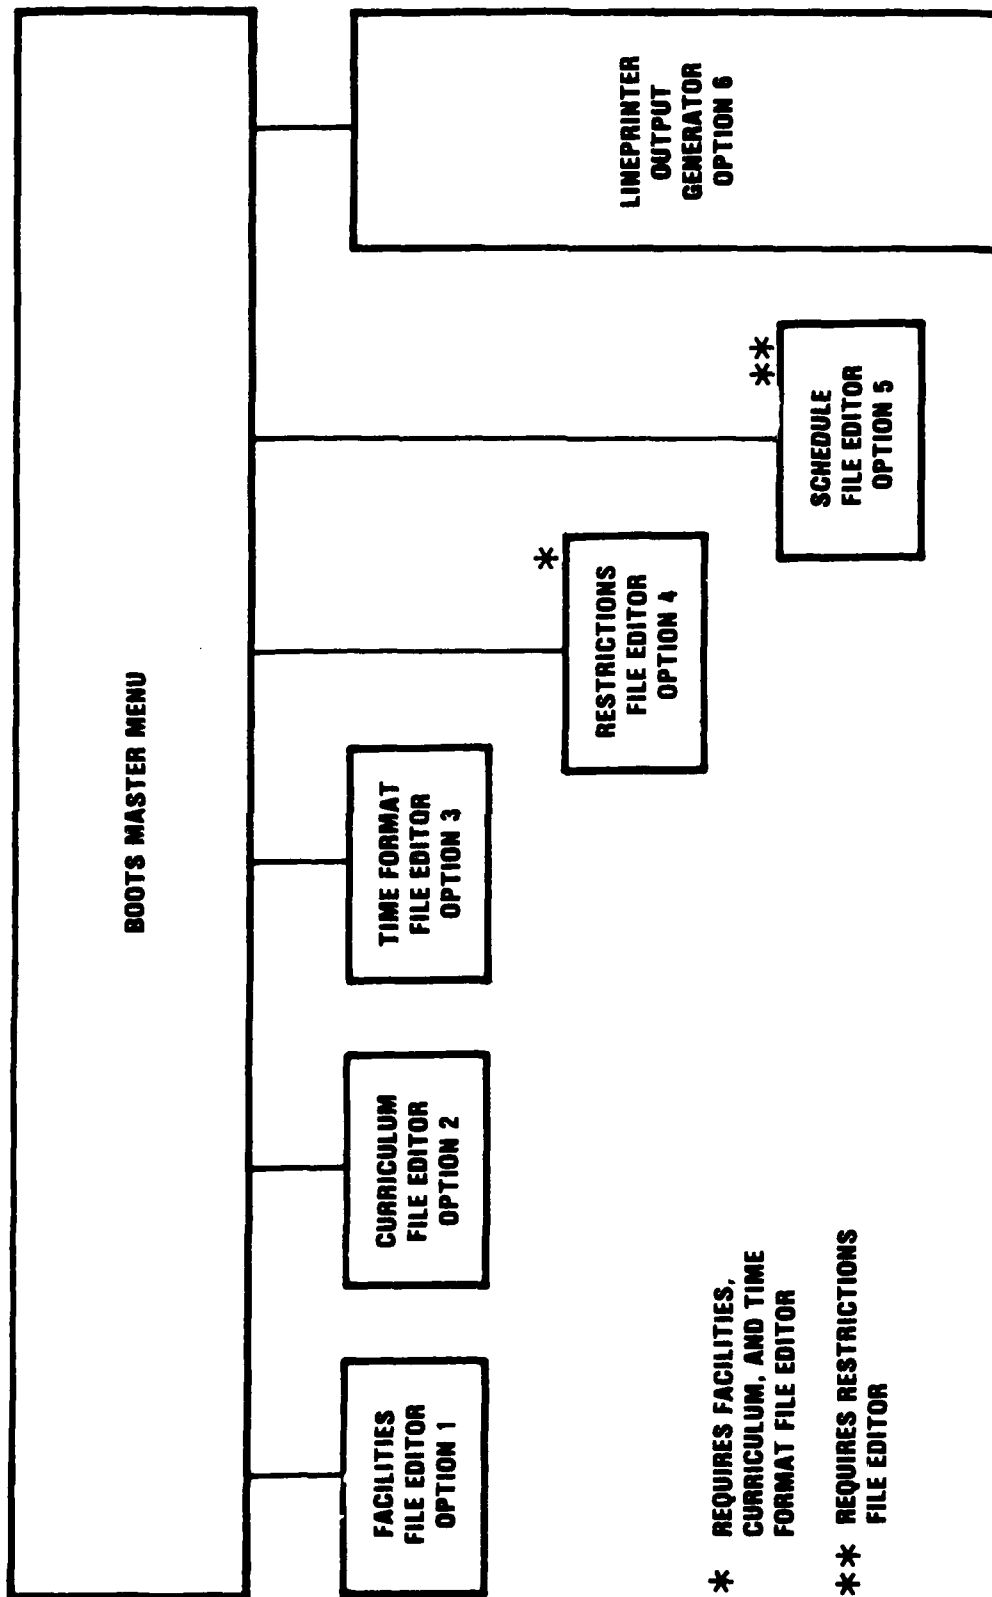 BOOTS MASTER MENU
FACILITIES
FILE EDITOR
OPTION 1
CURRICULUM
FILE EDITOR
OPTION 2
TIME FORMAT
FILE EDITOR
OPTION 3
*
RESTRICTIONS
FILE EDITOR
OPTION 4
**
SCHEDULE
FILE EDITOR
OPTION 5
LINEPRINTER
OUTPUT
GENERATOR
OPTION 6
* REQUIRES FACILITIES,
CURRICULUM, AND TIME
FORMAT FILE EDITOR
** REQUIRES RESTRICTIONS
FILE EDITOR